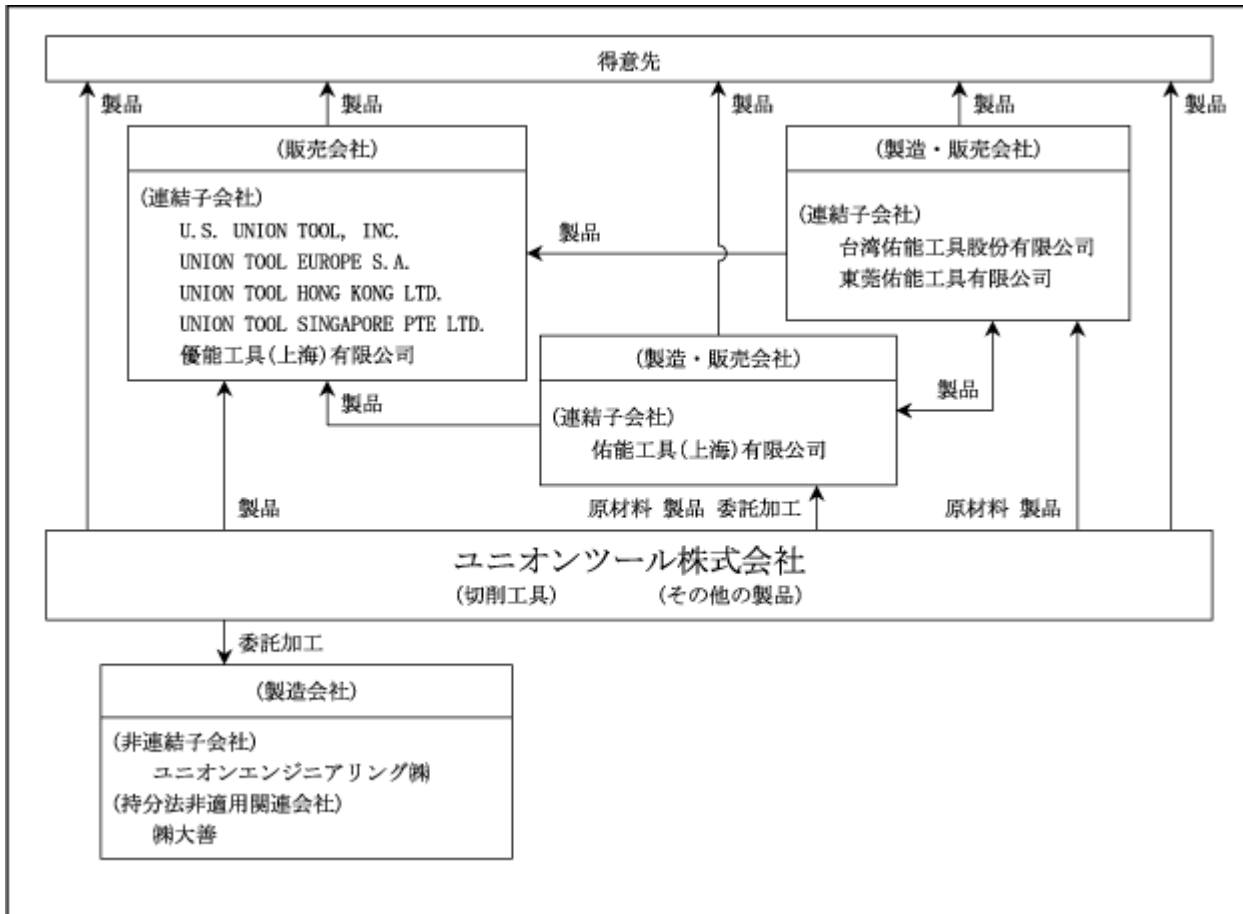 得意先
製品
製品
製品
製品
製品
(販売会社)
(連結子会社)
U.S. UNION TOOL, INC.
UNION TOOL EUROPE S.A.
UNION TOOL HONG KONG LTD.
UNION TOOL SINGAPORE PTE LTD.
優能工具(上海)有限公司
製品
(製造・販売会社)
(連結子会社)
台湾佑能工具股份有限公司
東莞佑能工具有限公司
製品
(製造・販売会社)
(連結子会社)
佑能工具(上海)有限公司
製品
製品
原材料 製品 委託加工
原材料 製品
ユニオンツール株式会社
(切削工具) (その他の製品)
委託加工
(製造会社)
(非連結子会社)
ユニオンエンジニアリング㈱
(持分法非適用関連会社)
㈱大善